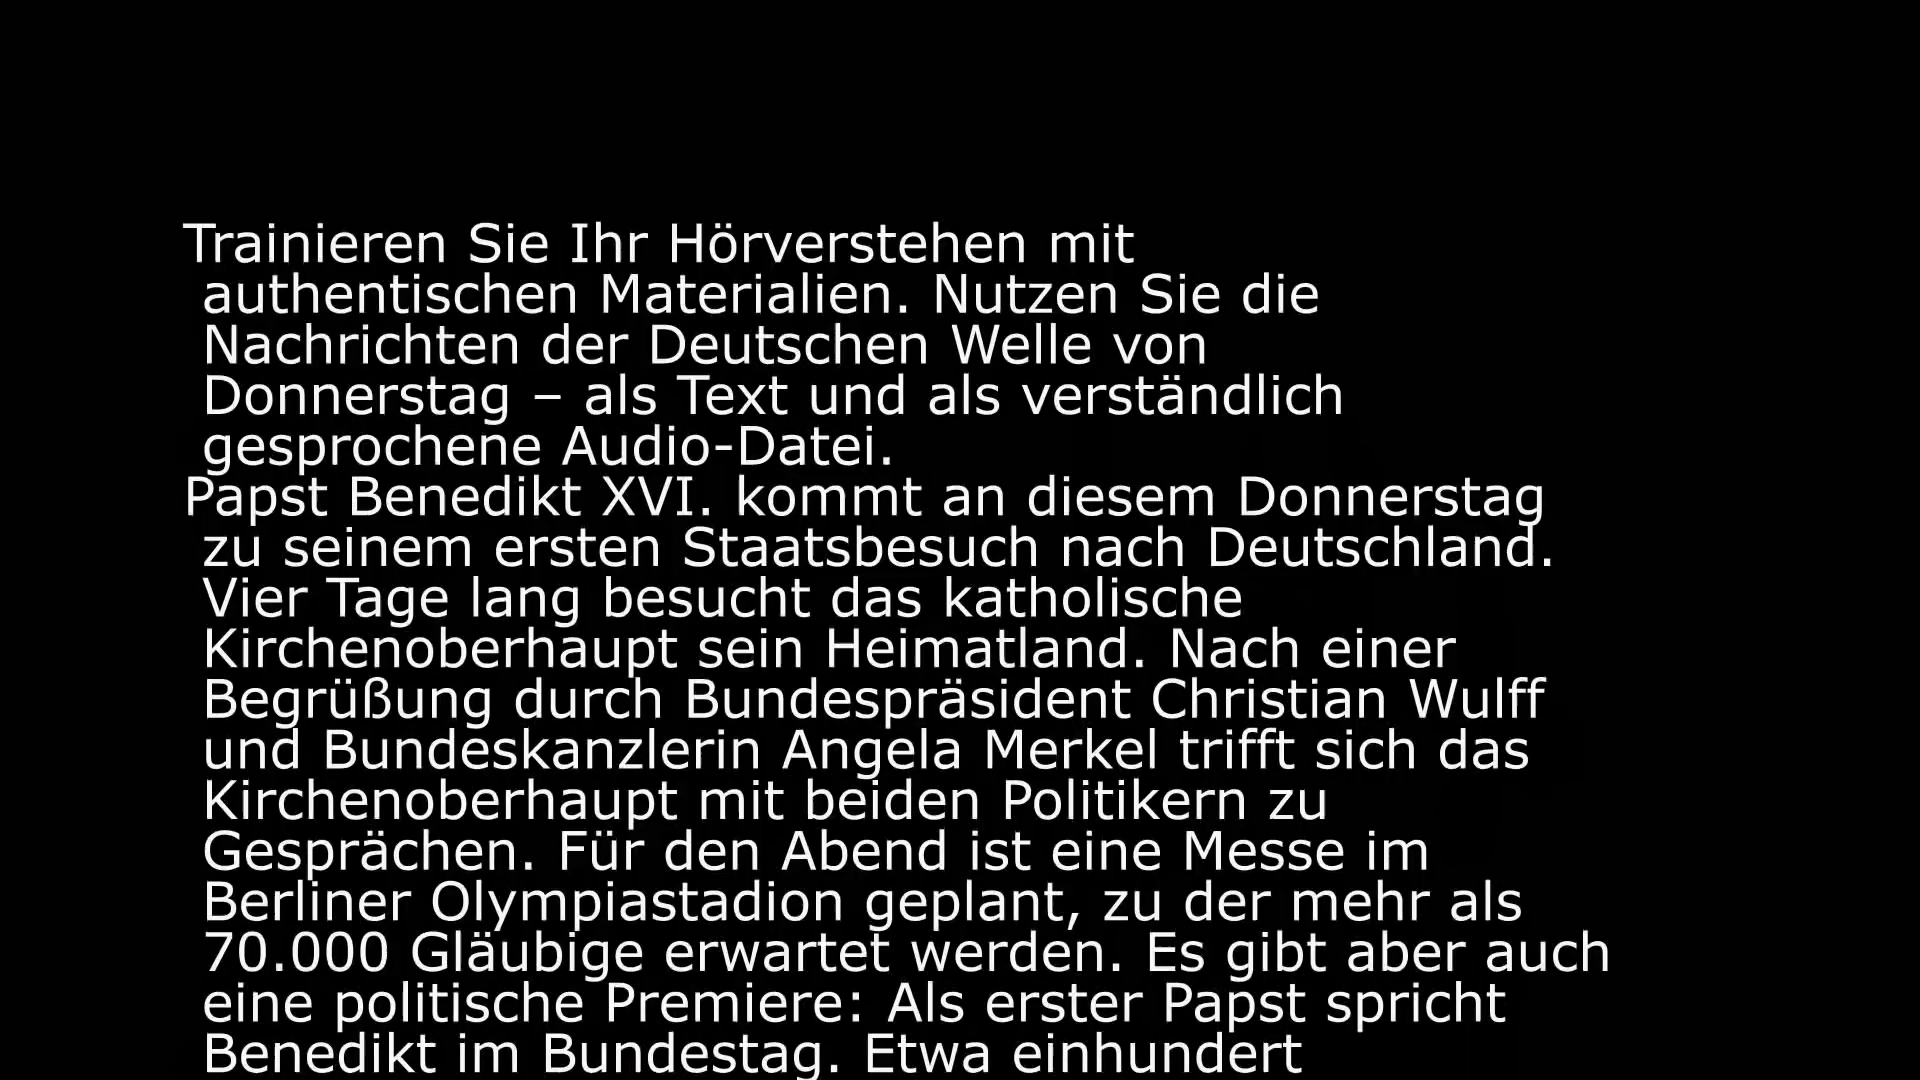 Trainieren Sie Ihr Hörverstehen mit
authentischen Materialien. Nutzen Sie die
Nachrichten der Deutschen Welle von
Donnerstag – als Text und als verständlich
gesprochene Audio-Datei.
Papst Benedikt XVI. kommt an diesem Donnerstag
zu seinem ersten Staatsbesuch nach Deutschland.
Vier Tage lang besucht das katholische
Kirchenoberhaupt sein Heimatland. Nach einer
Begrüßung durch Bundespräsident Christian Wulff
und Bundeskanzlerin Angela Merkel trifft sich das
Kirchenoberhaupt mit beiden Politikern zu
Gesprächen. Für den Abend ist eine Messe im
Berliner Olympiastadion geplant, zu der mehr als
70.000 Gläubige erwartet werden. Es gibt aber auch
eine politische Premiere: Als erster Papst spricht
Benedikt im Bundestag. Etwa einhundert